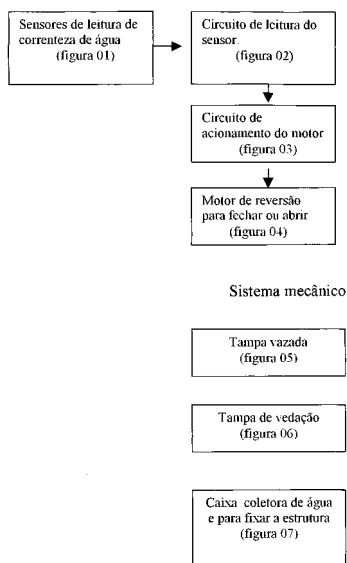 Sensores de leitura de
correnteza de água
(figura 01)
Circuito de leitura do
sensor.
(figura 02)
Circuito de
acionamento do motor
(figura 03)
Motor de reversão
para fechar ou abrir
(figura 04)
Sistema mecânico
Tampa vazada
(figura 05)
Tampa de vedação
(figura 06)
Caixa coletora de água
e para fixar a estrutura
(figura 07)